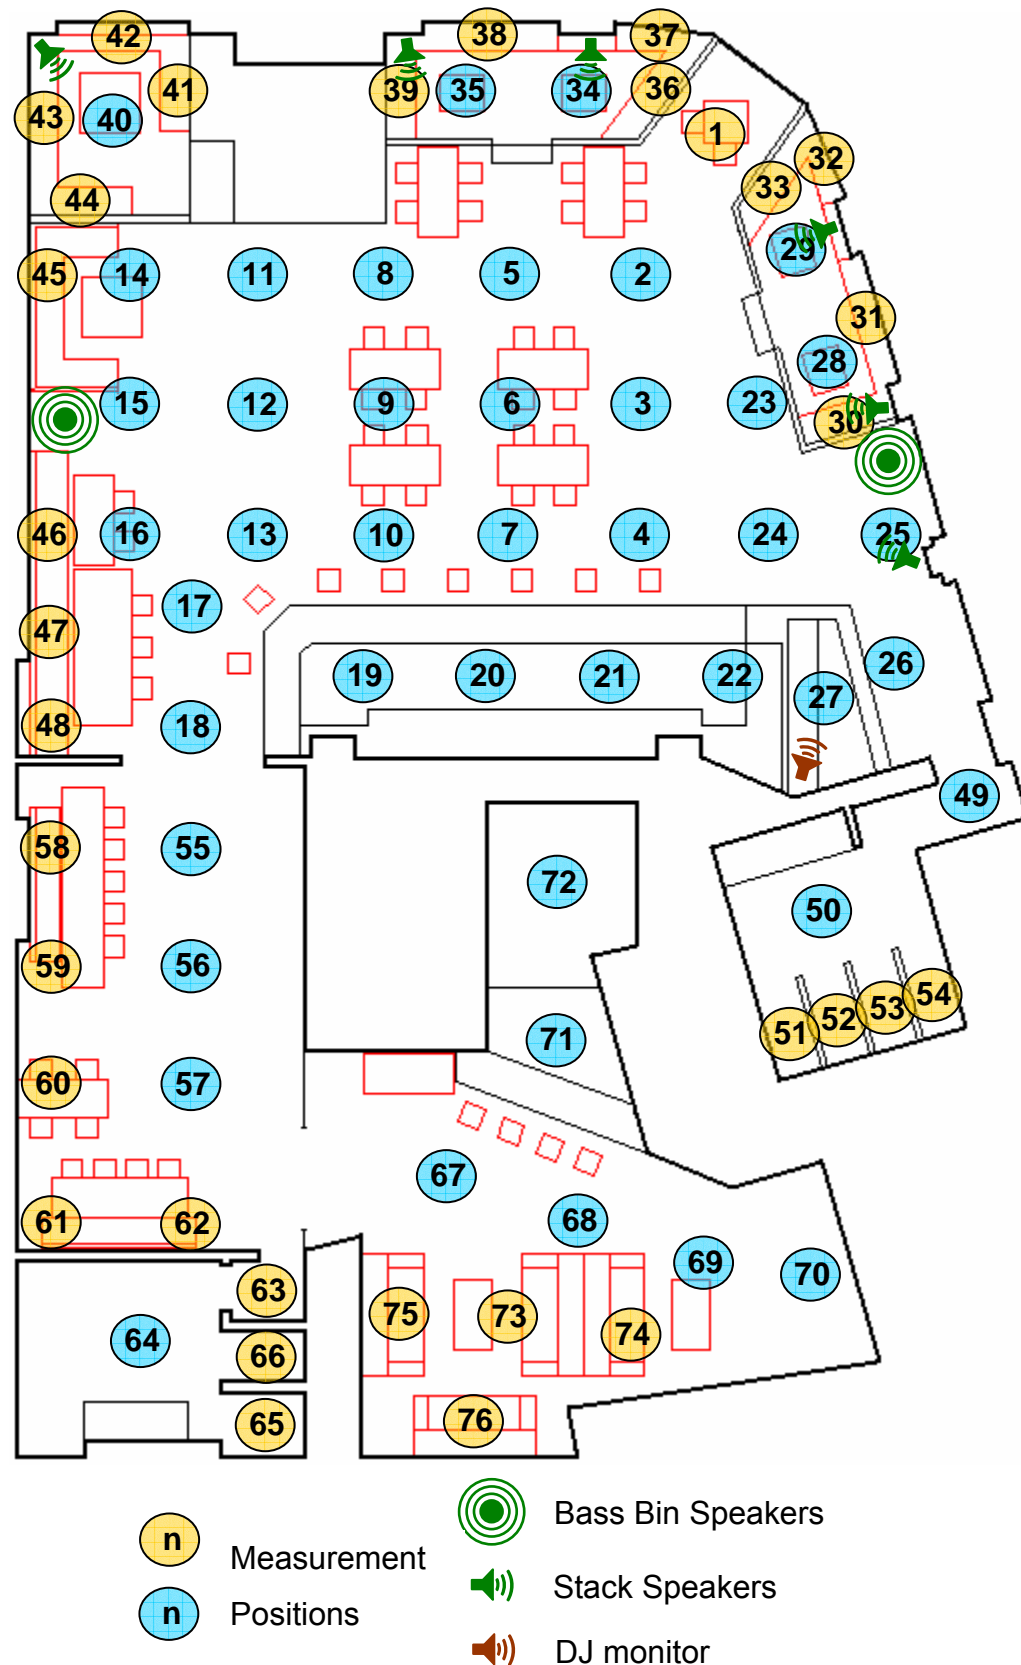 42 38 37
43 41 39 35 34 36
40 1
44 33 32
45 14 11 8 5 2 29
31
28
15 12 9 6 3 23 30
46 16 13 10 7 4 24 25
47 17
48 18 19 20 21 22 27 26
49
58 55 72 50
59 56 51 52 53 54
60 57 71
67
61 62 68
63 69 70
64 66 75 73 74
65 76
Bass Bin Speakers
n Measurement
Stack Speakers
n Positions
DJ monitor